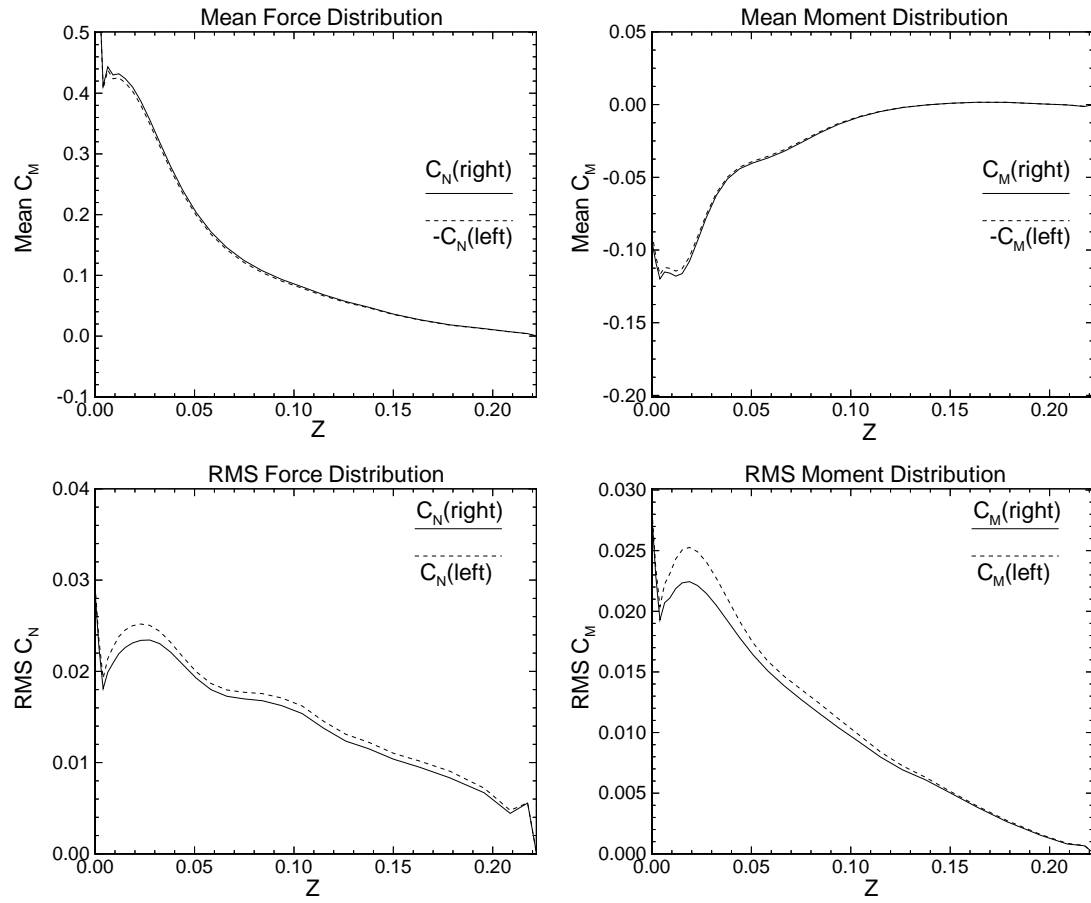 Mean Force Distribution
0.5
0.4
0.3
0.2
0.1
0.0
-0.1
Mean C_M
C_N(right)
-C_N(left)
0.00 0.05 0.10 0.15 0.20
Z
Mean Moment Distribution
0.05
0.00
-0.05
-0.10
-0.15
-0.20
Mean C_M
C_M(right)
-C_M(left)
0.00 0.05 0.10 0.15 0.20
Z
RMS Force Distribution
0.04
0.03
0.02
0.01
0.00
RMS C_N
C_N(right)
C_N(left)
0.00 0.05 0.10 0.15 0.20
Z
RMS Moment Distribution
0.030
0.025
0.020
0.015
0.010
0.005
0.000
RMS C_M
C_M(right)
C_M(left)
0.00 0.05 0.10 0.15 0.20
Z